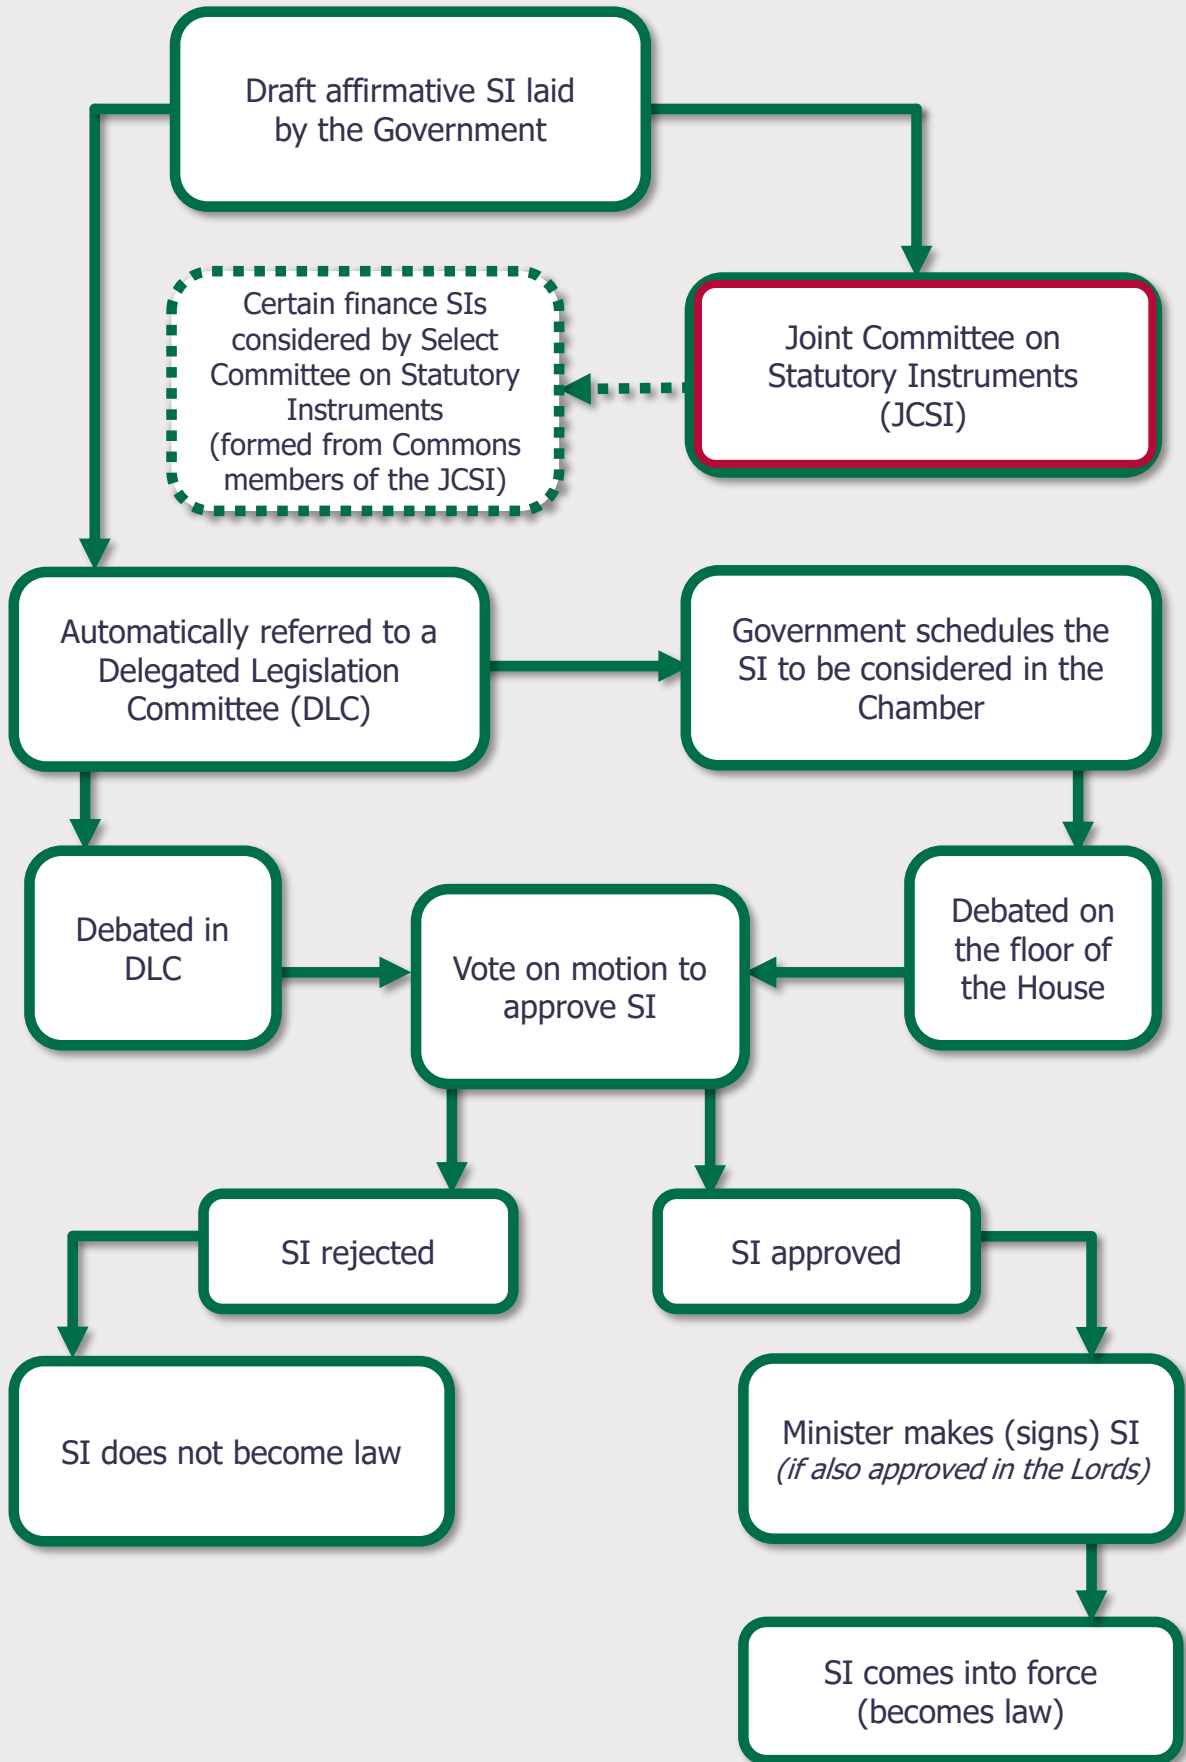 Draft affirmative SI laid
by the Government
Certain finance SIs
considered by Select
Committee on Statutory
Instruments
(formed from Commons
members of the JCSI)
Joint Committee on
Statutory Instruments
(JCSI)
Automatically referred to a
Delegated Legislation
Committee (DLC)
Government schedules the
SI to be considered in the
Chamber
Debated in
DLC
Vote on motion to
approve SI
Debated on
the floor of
the House
SI rejected
SI approved
SI does not become law
Minister makes (signs) SI
(if also approved in the Lords)
SI comes into force
(becomes law)